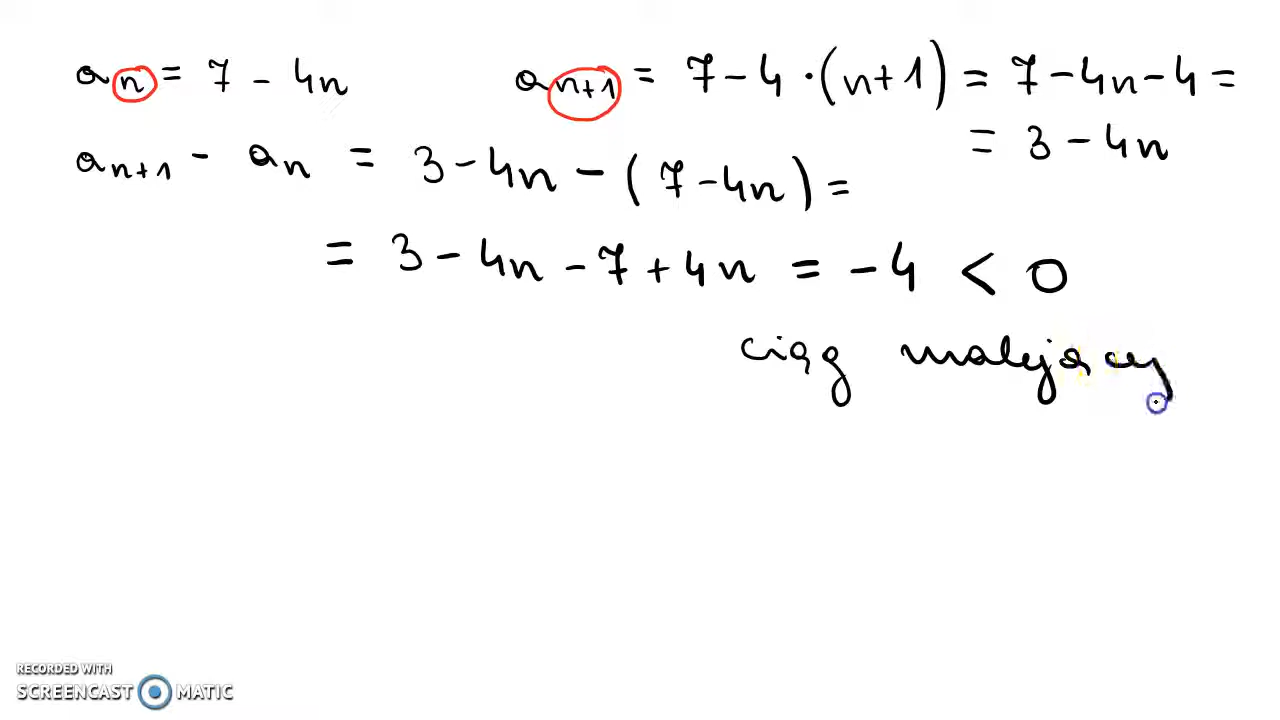 aₙ = 7 - 4n
aₙ₊₁ = 7 - 4 · (n+1) = 7 - 4n - 4 =
= 3 - 4n
aₙ₊₁ - aₙ = 3 - 4n - (7 - 4n) =
= 3 - 4n - 7 + 4n = -4 < 0
ciąg malejący
RECORDED WITH
SCREENCAST MATIC